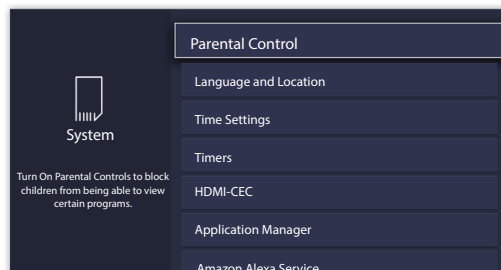 System
Turn On Parental Controls to block
children from being able to view
certain programs.
Parental Control
Language and Location
Time Settings
Timers
HDMI-CEC
Application Manager
Amazon Alexa Service